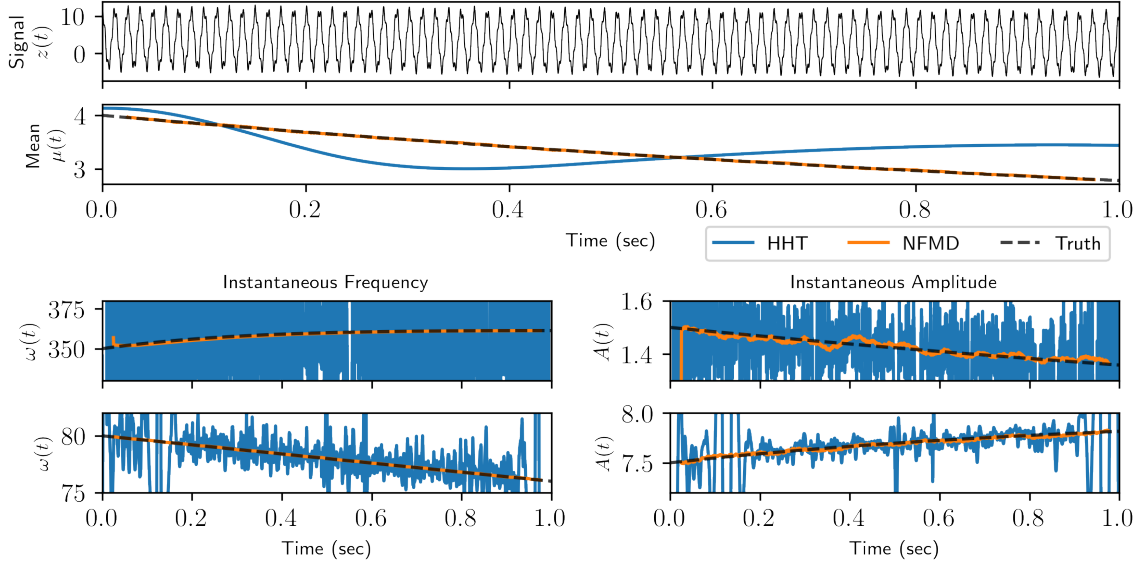 Signal
z(t)
10
0
Mean
μ(t)
4
3
0.0 0.2 0.4 0.6 0.8 1.0
Time (sec)
HHT NFMD Truth
Instantaneous Frequency
ω(t)
375
350
Instantaneous Amplitude
A(t)
1.6
1.4
ω(t)
80
75
0.0 0.2 0.4 0.6 0.8 1.0
Time (sec)
A(t)
8.0
7.5
0.0 0.2 0.4 0.6 0.8 1.0
Time (sec)